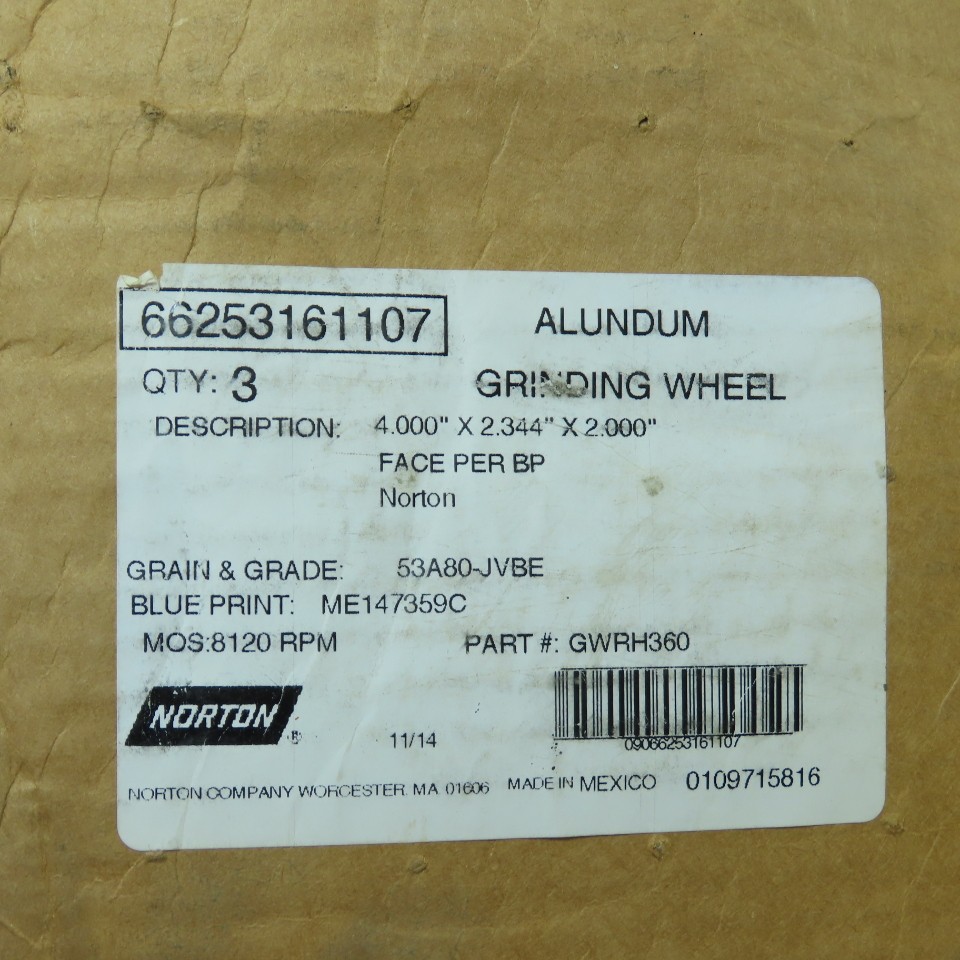 66253161107 ALUNDUM
QTY: 3 GRINDING WHEEL
DESCRIPTION: 4.000" X 2.344" X 2.000"
FACE PER BP
Norton
GRAIN & GRADE: 53A80-JVBE
BLUE PRINT: ME147359C
MOS:8120 RPM PART #: GWRH360
NORTON ®
11/14
09066253161107
NORTON COMPANY WORCESTER, MA 01606 MADE IN MEXICO 0109715816